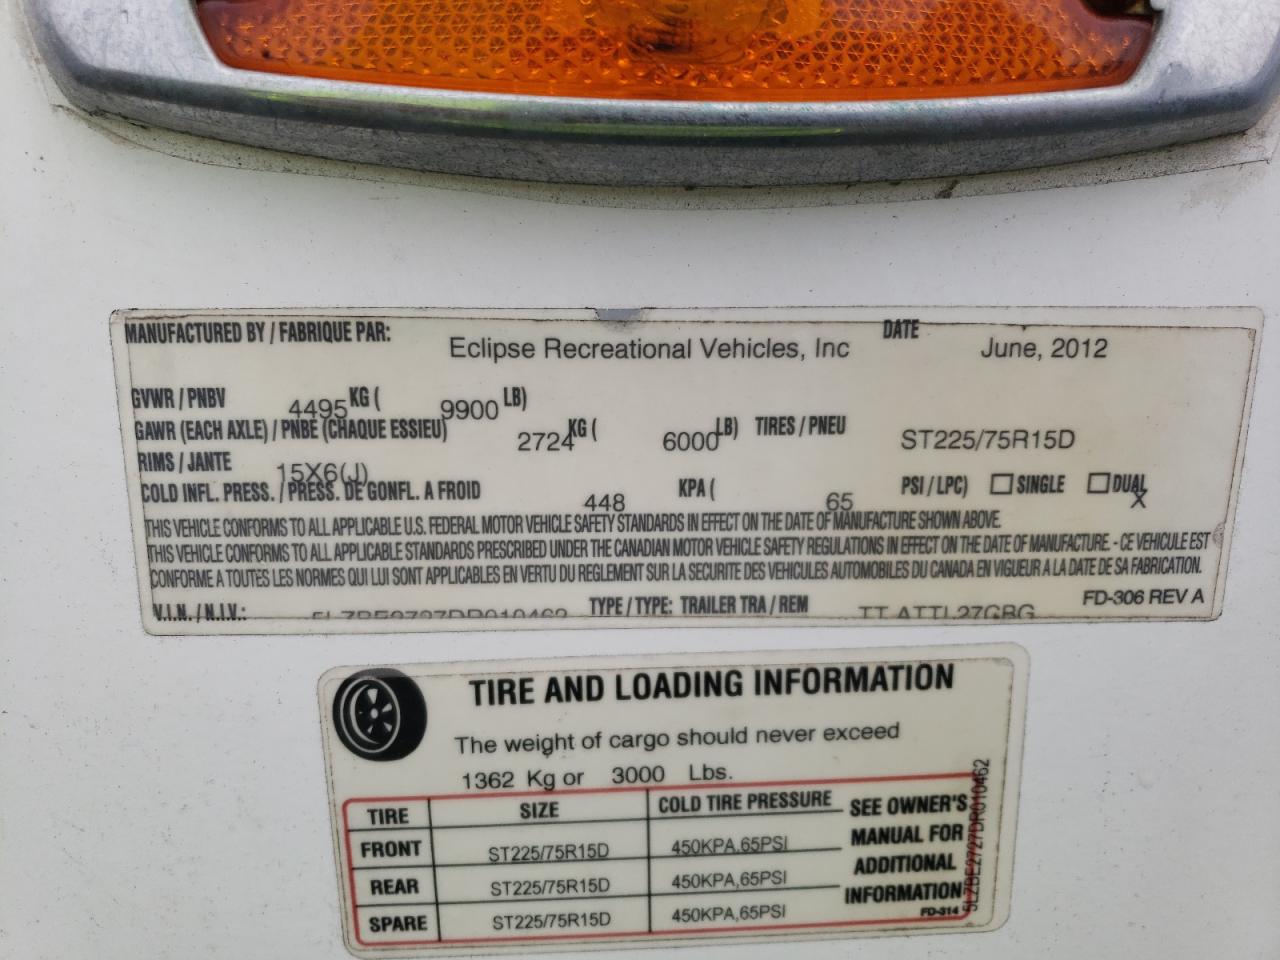 MANUFACTURED BY / FABRIQUE PAR: Eclipse Recreational Vehicles, Inc DATE June, 2012
GVWR / PNBV 4495 KG ( 9900 LB)
GAWR (EACH AXLE) / PNBE (CHAQUE ESSIEU) 2724 KG ( 6000 LB) TIRES / PNEU ST225/75R15D
RIMS / JANTE 15X6(J)
COLD INFL. PRESS. / PRESS. DE GONFL. A FROID 448 KPA ( 65 PSI / LPC) SINGLE DUAL X
THIS VEHICLE CONFORMS TO ALL APPLICABLE U.S. FEDERAL MOTOR VEHICLE SAFETY STANDARDS IN EFFECT ON THE DATE OF MANUFACTURE SHOWN ABOVE.
THIS VEHICLE CONFORMS TO ALL APPLICABLE STANDARDS PRESCRIBED UNDER THE CANADIAN MOTOR VEHICLE SAFETY REGULATIONS IN EFFECT ON THE DATE OF MANUFACTURE. - CE VEHICULE EST
CONFORME A TOUTES LES NORMES QUI LUI SONT APPLICABLES EN VERTU DU REGLEMENT SUR LA SECURITE DES VEHICULES AUTOMOBILES DU CANADA EN VIGUEUR A LA DATE DE SA FABRICATION.
V.I.N. / N.I.V.: 5LZBE2727DR010462 TYPE / TYPE: TRAILER TRA / REM TT ATTL27GBG FD-306 REV A
TIRE AND LOADING INFORMATION
The weight of cargo should never exceed
1362 Kg or 3000 Lbs.
TIRE SIZE COLD TIRE PRESSURE
FRONT ST225/75R15D 450KPA,65PSI
REAR ST225/75R15D 450KPA,65PSI
SPARE ST225/75R15D 450KPA,65PSI
SEE OWNER'S
MANUAL FOR
ADDITIONAL
INFORMATION
FD-314
5LZBE2727DR010462